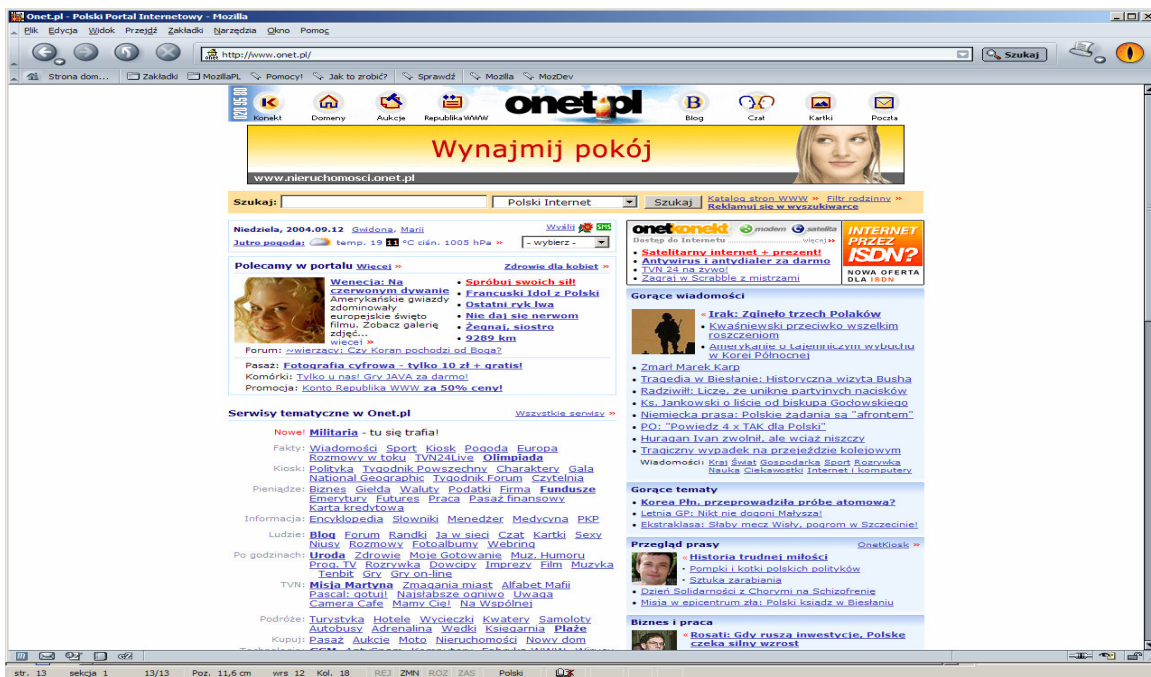 Onet.pl - Polski Portal Internetowy - Mozilla
Plik Edycja Widok Przejdź Zakładki Narzędzia Okno Pomoc
http://www.onet.pl/ Szukaj
Strona dom... Zakładki MozillaPL Pomocy! Jak to zrobić? Sprawdź Mozilla MozDev
onet.pl
Konekt Domeny Aukcje Republika WWW Blog Czat Kartki Poczta
Wynajmij pokój
www.nieruchomosci.onet.pl
Szukaj: Polski Internet Szukaj Katalog stron WWW » Filtr rodzinny »
Reklamuj się w wyszukiwarce
Niedziela, 2004.09.12 Gwidona, Marii Wyślij SMS
Jutro pogoda: temp. 19 11 °C ciśn. 1005 hPa » - wybierz -
Polecamy w portalu Więcej » Zdrowie dla kobiet »
Wenecja: Na
czerwonym dywanie
Amerykańskie gwiazdy
zdominowały
europejskie święto
filmu. Zobacz galerię
zdjęć...
więcej »
• Spróbuj swoich sił!
• Francuski Idol z Polski
• Ostatni ryk lwa
• Nie daj się nerwom
• Żegnaj, siostro
• 9289 km
Forum: ~wierzący: Czy Koran pochodzi od Boga?
Pasaż: Fotografia cyfrowa - tylko 10 zł + gratis!
Komórki: Tylko u nas! Gry JAVA za darmo!
Promocja: Konto Republika WWW za 50% ceny!
Serwisy tematyczne w Onet.pl Wszystkie serwisy »
Nowe! Militaria - tu się trafia!
Fakty: Wiadomości Sport Kiosk Pogoda Europa
Rozmowy w toku TVN24Live Olimpiada
Kiosk: Polityka Tygodnik Powszechny Charaktery Gala
National Geographic Tygodnik Forum Czytelnia
Pieniądze: Biznes Giełda Waluty Podatki Firma Fundusze
Emerytury Futures Praca Pasaż finansowy
Karta kredytowa
Informacja: Encyklopedia Słowniki Menedżer Medycyna PKP
Ludzie: Blog Forum Randki Ja w sieci Czat Kartki Sexy
Niusy Rozmowy Fotoalbumy Webring
Po godzinach: Uroda Zdrowie Moje Gotowanie Muz. Humoru
Prog. TV Rozrywka Dowcipy Imprezy Film Muzyka
Tenbit Gry Gry on-line
TVN: Misja Martyna Zmagania miast Alfabet Mafii
Pascal: gotuj! Najsłabsze ogniwo Uwaga
Camera Cafe Mamy Cię! Na Wspólnej
Podróże: Turystyka Hotele Wycieczki Kwatery Samoloty
Autobusy Adrenalina Wędki Księgarnia Plaże
Kupuj: Pasaż Aukcje Moto Nieruchomości Nowy dom
onet konekt modem satelita
Dostęp do Internetu więcej »
• Satelitarny internet + prezent!
• Antywirus i antydialer za darmo
• TVN 24 na żywo!
• Zagraj w Scrabble z mistrzami
INTERNET
PRZEZ
ISDN?
NOWA OFERTA
DLA ISDN
Gorące wiadomości
« Irak: Zginęło trzech Polaków
• Kwaśniewski przeciwko wszelkim
roszczeniom
• Amerykanie o tajemniczym wybuchu
w Korei Północnej
• Zmarł Marek Karp
• Tragedia w Biesłanie: Historyczna wizyta Busha
• Radziwiłł: Liczę, że uniknę partyjnych nacisków
• Ks. Jankowski o liście od biskupa Gocłowskiego
• Niemiecka prasa: Polskie żądania są "afrontem"
• PO: "Powiedz 4 x TAK dla Polski"
• Huragan Ivan zwolnił, ale wciąż niszczy
• Tragiczny wypadek na przejeździe kolejowym
Wiadomości: Kraj Świat Gospodarka Sport Rozrywka
Nauka Ciekawostki Internet i komputery
Gorące tematy
• Korea Płn. przeprowadziła próbę atomową?
• Letnia GP: Nikt nie dogoni Małysza!
• Ekstraklasa: Słaby mecz Wisły, pogrom w Szczecinie!
Przegląd prasy OnetKiosk »
« Historia trudnej miłości
• Pompki i kotki polskich polityków
• Sztuka zarabiania
• Dzień Solidarności z Chorymi na Schizofrenię
• Misja w epicentrum zła: Polski ksiądz w Biesłaniu
Biznes i praca
« Rosati: Gdy ruszą inwestycje, Polskę
czeka silny wzrost
str. 13 sekcja 1 13/13 Poz. 11,6 cm wrs 12 Kol. 18 REJ ZMN ROZ ZAS Polski